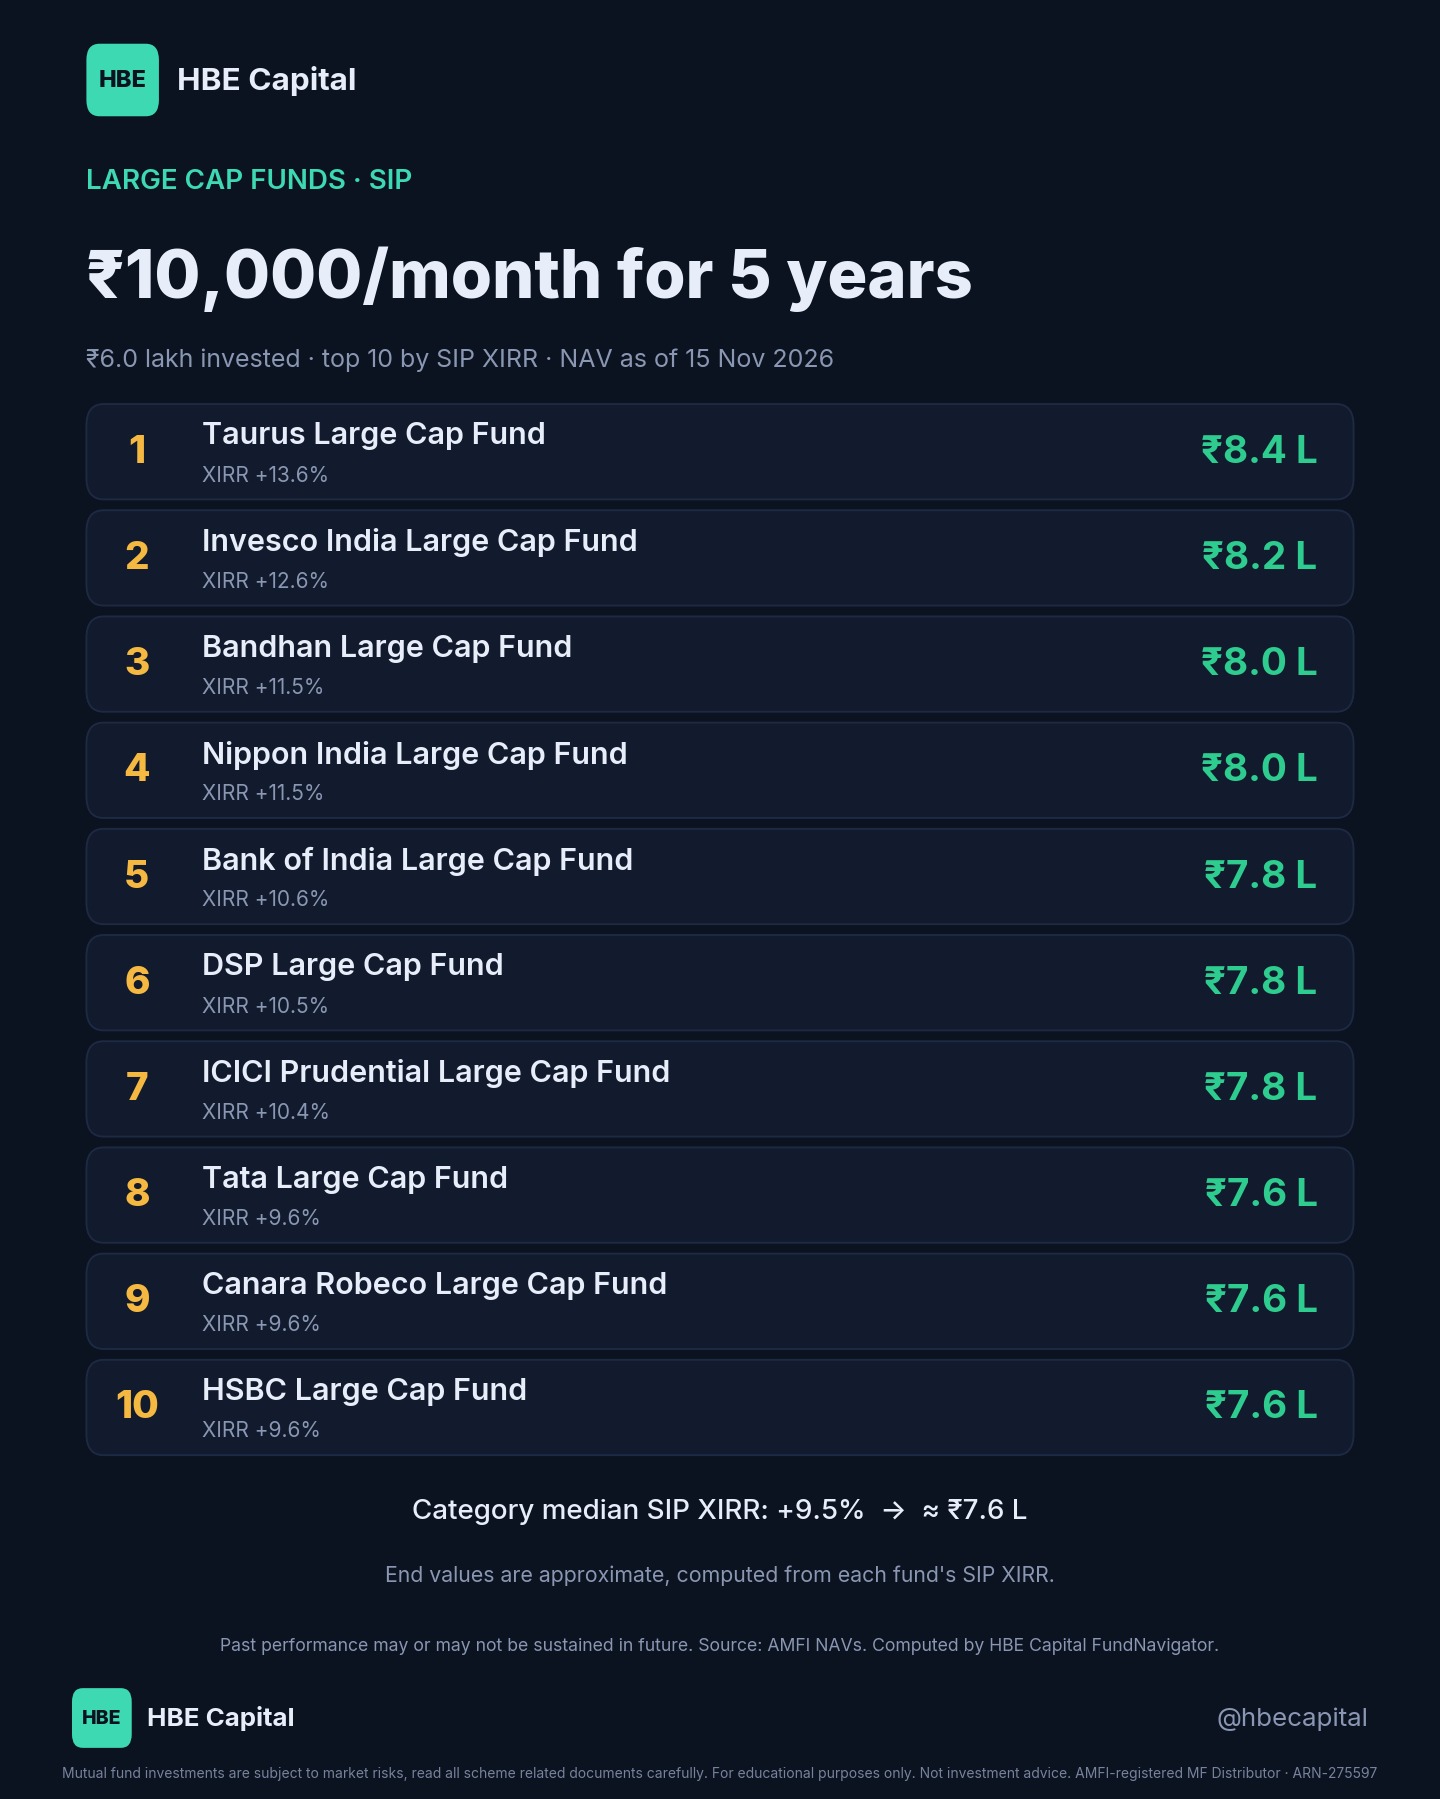 HBE HBE Capital
LARGE CAP FUNDS · SIP
₹10,000/month for 5 years
₹6.0 lakh invested · top 10 by SIP XIRR · NAV as of 15 Nov 2026
1 Taurus Large Cap Fund ₹8.4 L
XIRR +13.6%
2 Invesco India Large Cap Fund ₹8.2 L
XIRR +12.6%
3 Bandhan Large Cap Fund ₹8.0 L
XIRR +11.5%
4 Nippon India Large Cap Fund ₹8.0 L
XIRR +11.5%
5 Bank of India Large Cap Fund ₹7.8 L
XIRR +10.6%
6 DSP Large Cap Fund ₹7.8 L
XIRR +10.5%
7 ICICI Prudential Large Cap Fund ₹7.8 L
XIRR +10.4%
8 Tata Large Cap Fund ₹7.6 L
XIRR +9.6%
9 Canara Robeco Large Cap Fund ₹7.6 L
XIRR +9.6%
10 HSBC Large Cap Fund ₹7.6 L
XIRR +9.6%
Category median SIP XIRR: +9.5% → ≈ ₹7.6 L
End values are approximate, computed from each fund's SIP XIRR.
Past performance may or may not be sustained in future. Source: AMFI NAVs. Computed by HBE Capital FundNavigator.
HBE HBE Capital @hbecapital
Mutual fund investments are subject to market risks, read all scheme related documents carefully. For educational purposes only. Not investment advice. AMFI-registered MF Distributor · ARN-275597